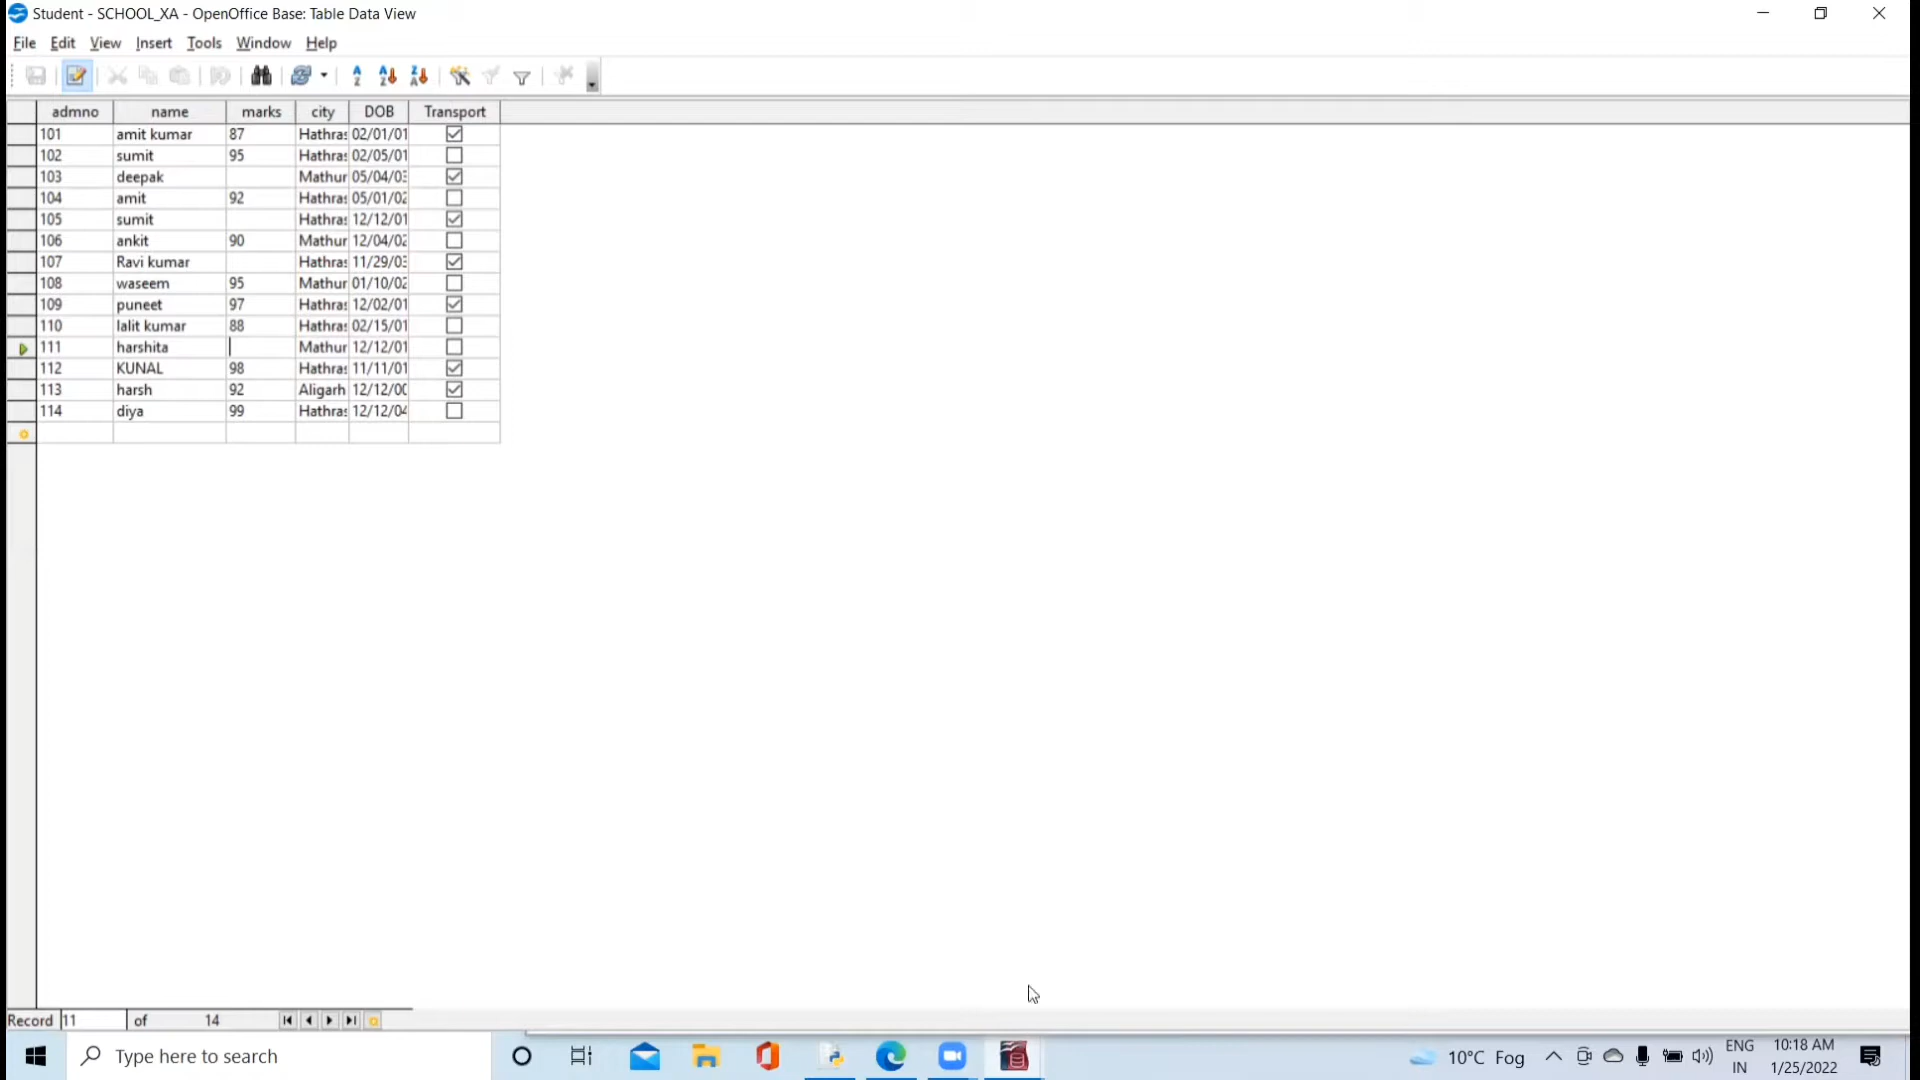 Student - SCHOOL_XA - OpenOffice Base: Table Data View
File Edit View Insert Tools Window Help
admno name marks city DOB Transport
101 amit kumar 87 Hathras 02/01/01
102 sumit 95 Hathras 02/05/01
103 deepak Mathur 05/04/03
104 amit 92 Hathras 05/01/02
105 sumit Hathras 12/12/01
106 ankit 90 Mathur 12/04/02
107 Ravi kumar Hathras 11/29/03
108 waseem 95 Mathur 01/10/02
109 puneet 97 Hathras 12/02/01
110 lalit kumar 88 Hathras 02/15/01
111 harshita Mathur 12/12/01
112 KUNAL 98 Hathras 11/11/01
113 harsh 92 Aligarh 12/12/00
114 diya 99 Hathras 12/12/04
Record 11 of 14
Type here to search
10°C Fog
ENG
IN
10:18 AM
1/25/2022